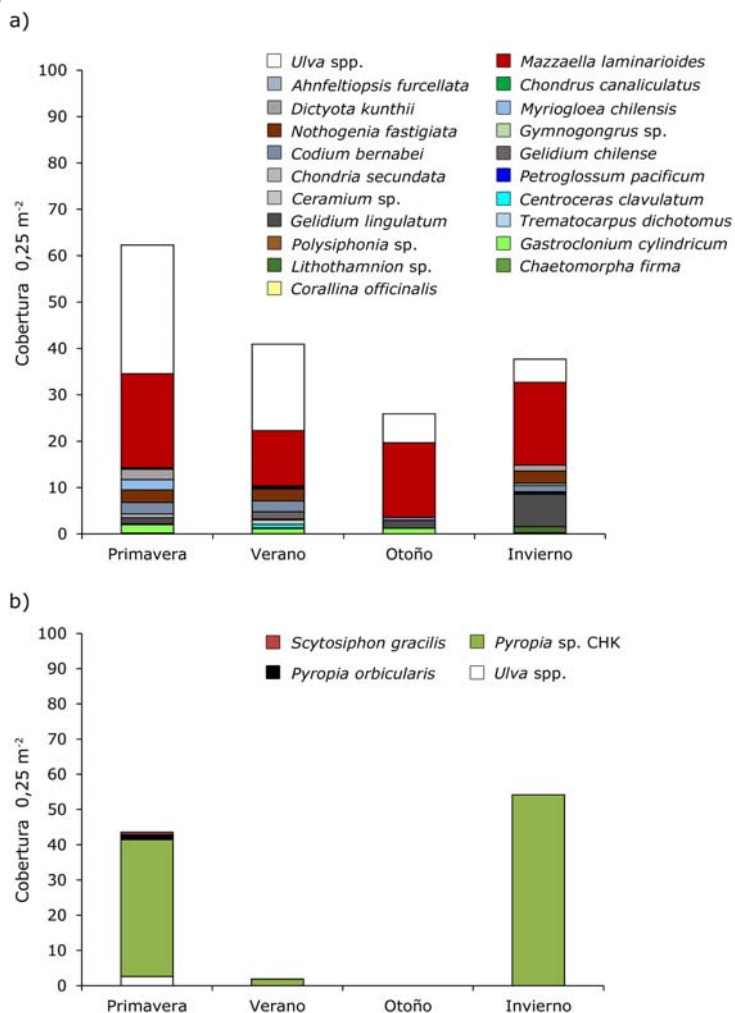 a)
Ulva spp.
Mazzaella laminarioides
Ahnfeltiopsis furcellata
Chondrus canaliculatus
Dictyota kunthii
Myriogloea chilensis
Nothogenia fastigiata
Gymnogongrus sp.
Codium bernabei
Gelidium chilense
Chondria secundata
Petroglossum pacificum
Ceramium sp.
Centroceras clavulatum
Gelidium lingulatum
Trematocarpus dichotomus
Polysiphonia sp.
Gastroclonium cylindricum
Lithothamnion sp.
Chaetomorpha firma
Corallina officinalis
Cobertura 0,25 m⁻²
100
90
80
70
60
50
40
30
20
10
0
Primavera Verano Otoño Invierno
b)
Scytosiphon gracilis
Pyropia sp. CHK
Pyropia orbicularis
Ulva spp.
Cobertura 0,25 m⁻²
100
90
80
70
60
50
40
30
20
10
0
Primavera Verano Otoño Invierno